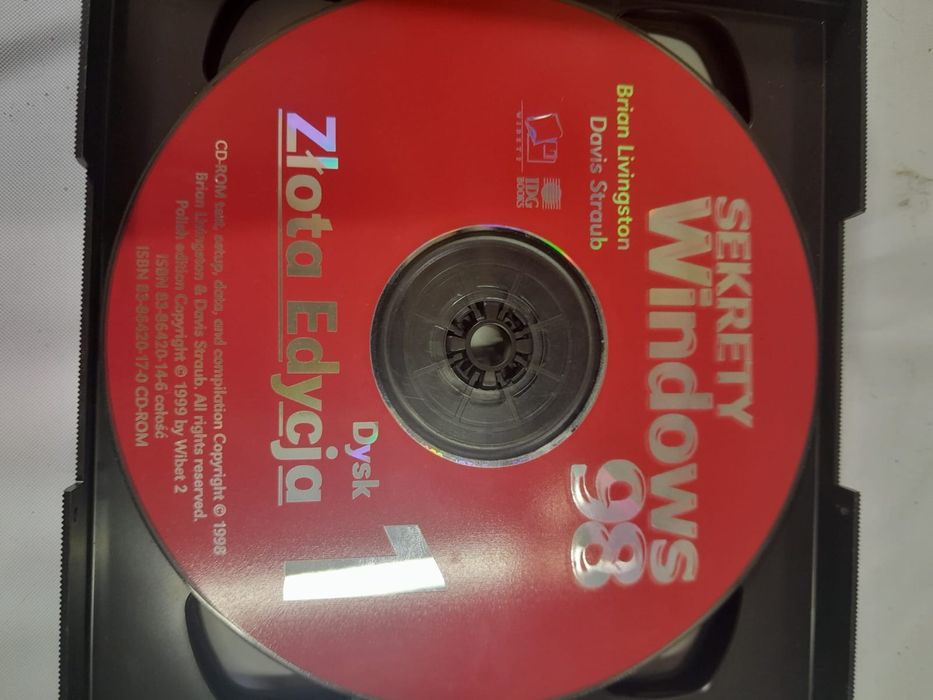 SEKRETY
Windows
98
Brian Livingston
Davis Straub
WIBET 2
IDG
BOOKS
Dysk
1
Złota Edycja
CD-ROM text, setup, data, and compilation Copyright © 1998
Brian Livingston & Davis Straub. All rights reserved.
Polish edition Copyright © 1999 by Wibet 2
ISBN 83-86420-14-6 całość
ISBN 83-86420-17-0 CD-ROM